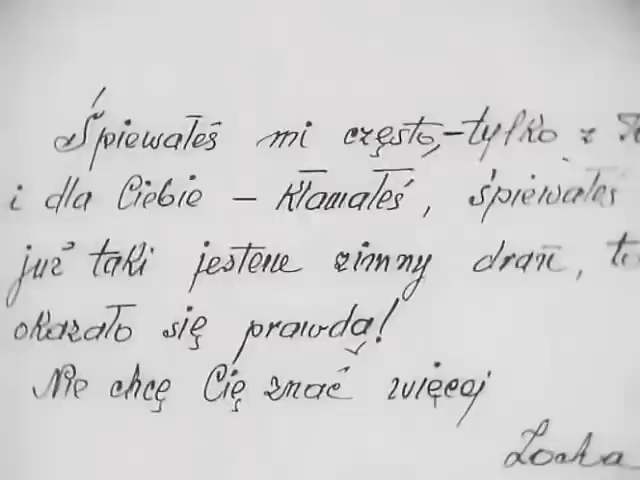 Śpiewałeś mi często, – tylko z
i dla Ciebie – Kłamałeś, śpiewałeś
już taki jestem zimny drań,
okazało się prawdą!
Nie chcę Cię znać więcej